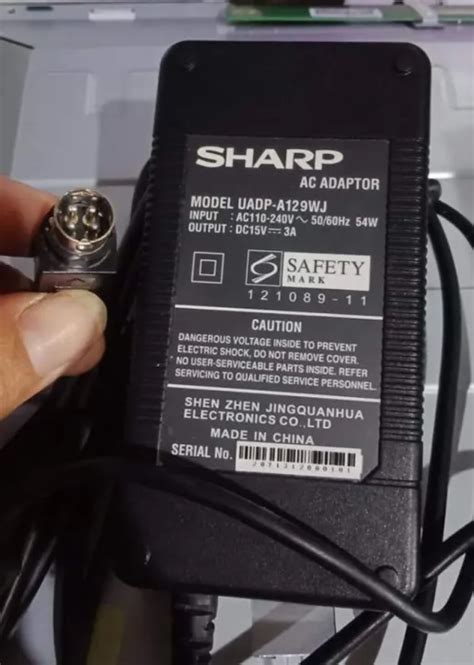 SHARP
AC ADAPTOR
MODEL UADP-A129WJ
INPUT : AC110-240V∼ 50/60Hz 54W
OUTPUT : DC15V⎓ 3A
SAFETY
MARK
121089-11
CAUTION
DANGEROUS VOLTAGE INSIDE TO PREVENT
ELECTRIC SHOCK, DO NOT REMOVE COVER.
NO USER-SERVICEABLE PARTS INSIDE. REFER
SERVICING TO QUALIFIED SERVICE PERSONNEL.
SHEN ZHEN JINGQUANHUA
ELECTRONICS CO.,LTD
MADE IN CHINA
SERIAL No.